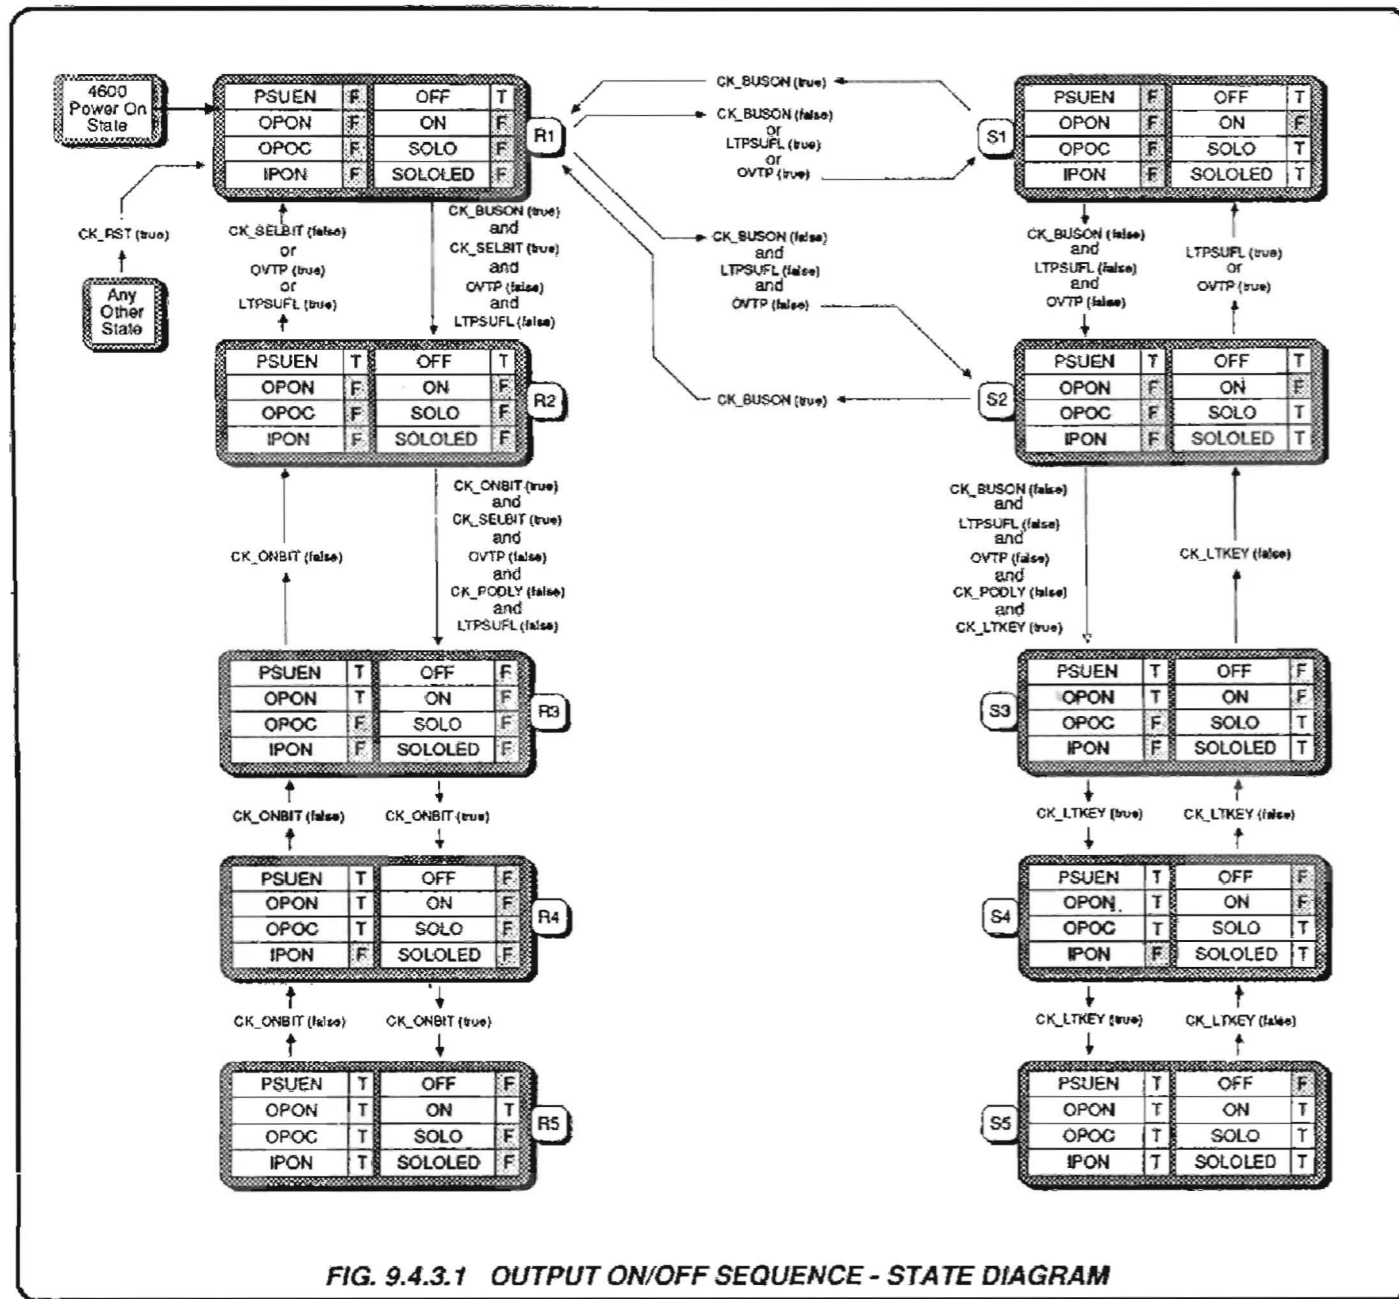 4600
Power On
State
PSUEN F OFF T
OPON F ON F
OPOC F SOLO F
IPON F SOLOLED F
R1
CK_BUSON (true)
CK_BUSON (false)
or
LTPSUFL (true)
or
OVTP (true)
S1
PSUEN F OFF T
OPON F ON F
OPOC F SOLO T
IPON F SOLOLED T
CK_RST (true)
Any
Other
State
CK_SELBIT (false)
or
OVTP (true)
or
LTPSUFL (true)
CK_BUSON (true)
and
CK_SELBIT (true)
and
OVTP (false)
and
LTPSUFL (false)
CK_BUSON (false)
and
LTPSUFL (false)
and
OVTP (false)
CK_BUSON (false)
and
LTPSUFL (false)
and
OVTP (false)
LTPSUFL (true)
or
OVTP (true)
PSUEN T OFF T
OPON F ON F
OPOC F SOLO F
IPON F SOLOLED F
R2
CK_BUSON (true)
S2
PSUEN T OFF T
OPON F ON F
OPOC F SOLO T
IPON F SOLOLED T
CK_ONBIT (false)
CK_ONBIT (true)
and
CK_SELBIT (true)
and
OVTP (false)
and
CK_PODLY (false)
and
LTPSUFL (false)
CK_BUSON (false)
and
LTPSUFL (false)
and
OVTP (false)
and
CK_PODLY (false)
and
CK_LTKEY (true)
CK_LTKEY (false)
PSUEN T OFF F
OPON T ON F
OPOC F SOLO F
IPON F SOLOLED F
R3
S3
PSUEN T OFF F
OPON T ON F
OPOC F SOLO T
IPON F SOLOLED T
CK_ONBIT (false)
CK_ONBIT (true)
CK_LTKEY (true)
CK_LTKEY (false)
PSUEN T OFF F
OPON T ON F
OPOC T SOLO F
IPON F SOLOLED F
R4
S4
PSUEN T OFF F
OPON T ON F
OPOC T SOLO T
IPON F SOLOLED T
CK_ONBIT (false)
CK_ONBIT (true)
CK_LTKEY (true)
CK_LTKEY (false)
PSUEN T OFF F
OPON T ON T
OPOC T SOLO F
IPON T SOLOLED F
R5
S5
PSUEN T OFF F
OPON T ON T
OPOC T SOLO T
IPON T SOLOLED T
FIG. 9.4.3.1 OUTPUT ON/OFF SEQUENCE - STATE DIAGRAM